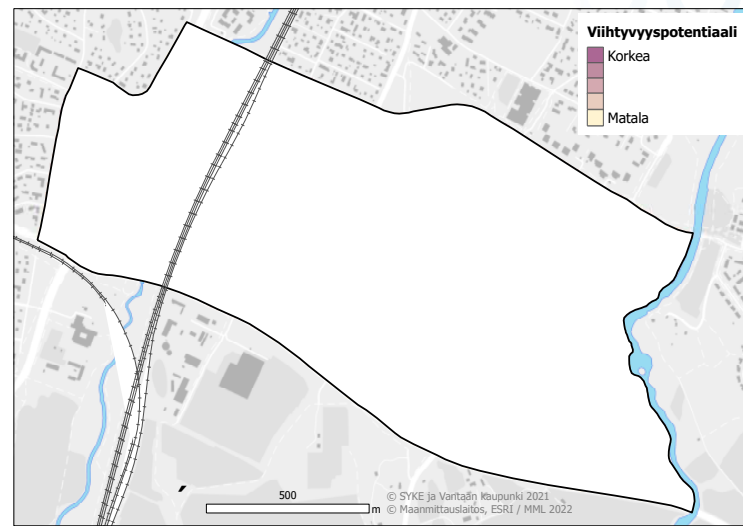 Viihtyvyyspotentiaali
Korkea
Matala
500
m
© SYKE ja Vantaan kaupunki 2021
© Maanmittauslaitos, ESRI / MML 2022